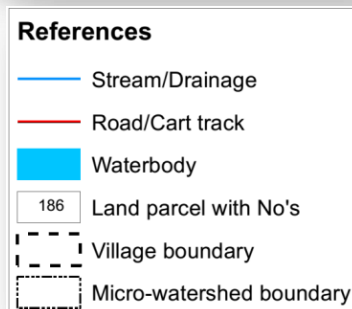 References
Stream/Drainage
Road/Cart track
Waterbody
186 Land parcel with No's
Village boundary
Micro-watershed boundary